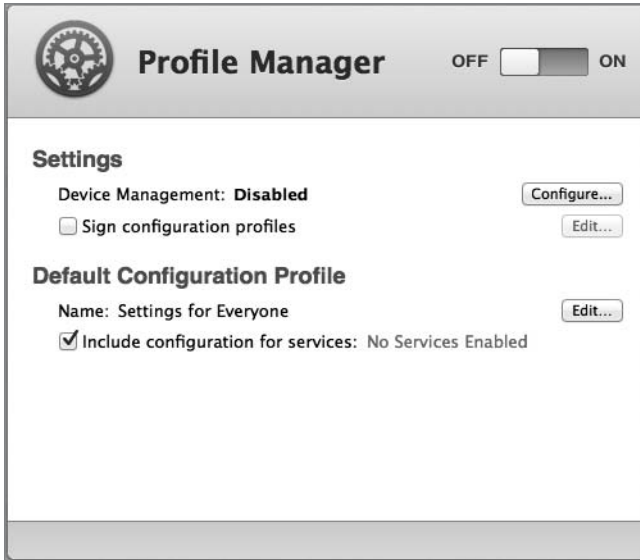 Profile Manager OFF ON
Settings
Device Management: Disabled Configure...
Sign configuration profiles Edit...
Default Configuration Profile
Name: Settings for Everyone Edit...
Include configuration for services: No Services Enabled